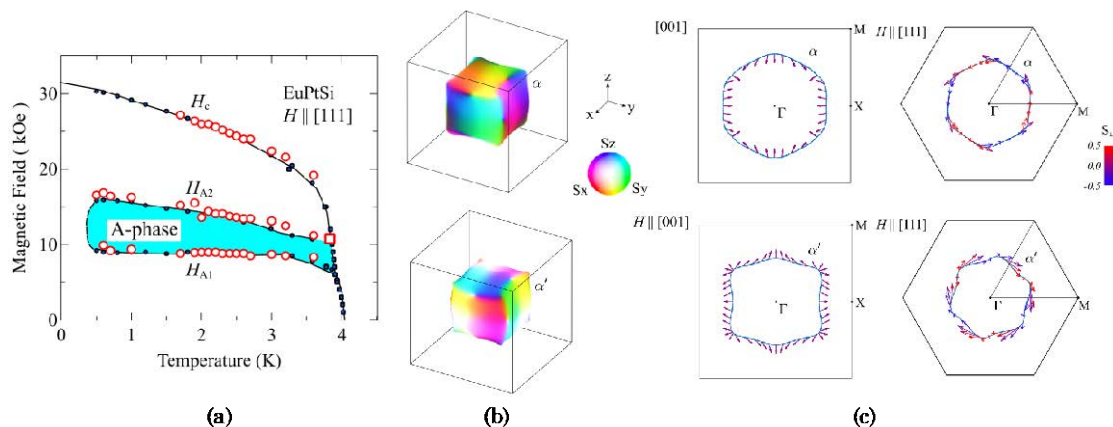 EuPtSi
H || [111]
H_c
H_A2
A-phase
H_A1
Magnetic Field ( kOe)
30
20
10
0
0
1
2
3
4
Temperature (K)
(a)
α
z
x
y
Sz
Sx
Sy
α′
(b)
[001]
M
X
Γ
α
H || [111]
α
Γ
M
S⊥
0.5
0.0
-0.5
H || [001]
M
X
Γ
α′
H || [111]
α′
Γ
M
(c)